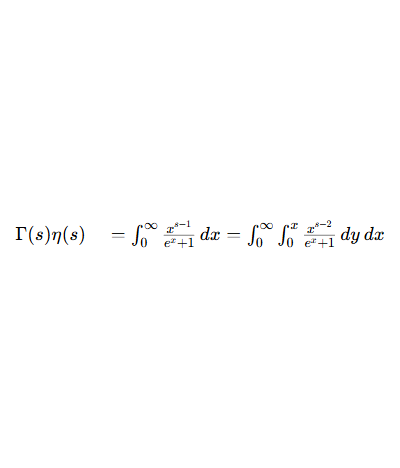 Γ(s)η(s) = ∫₀^∞ x^{s−1}/(e^x+1) dx = ∫₀^∞ ∫₀^x x^{s−2}/(e^x+1) dy dx